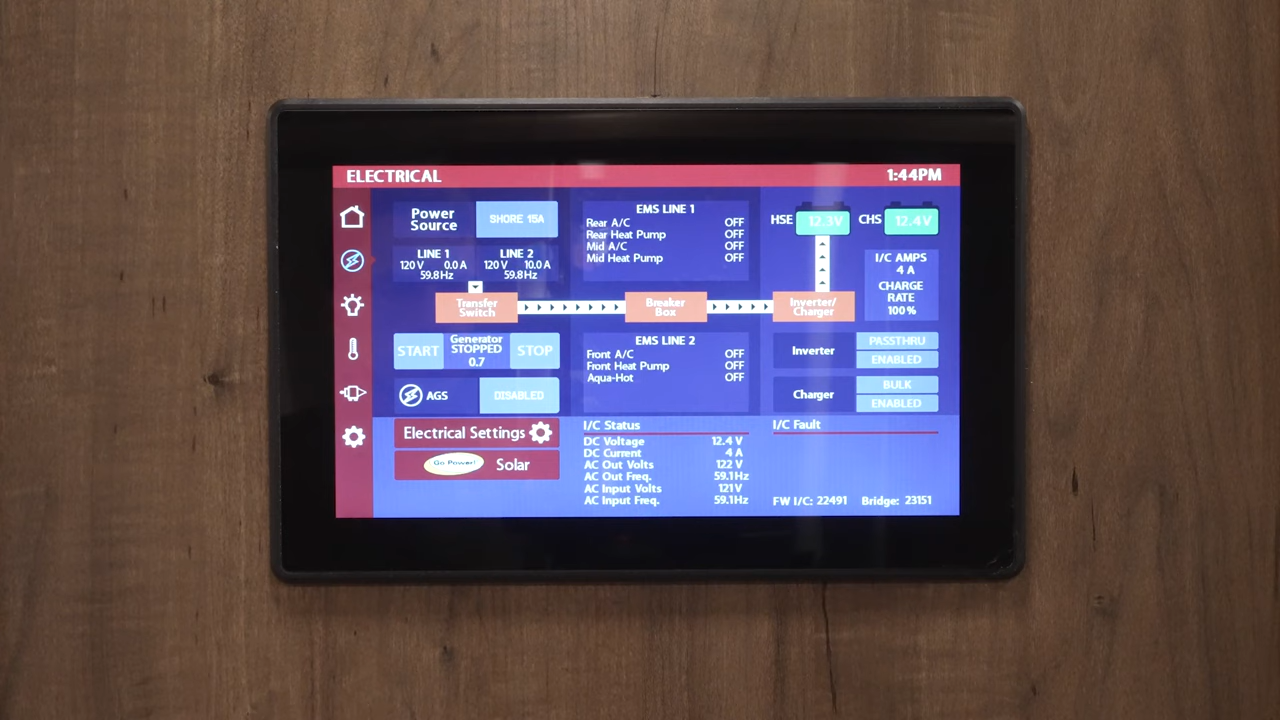 ELECTRICAL 1:44PM
Power Source SHORE 15A
LINE 1 LINE 2
120 V 0.0 A 120 V 10.0 A
59.8Hz 59.8Hz
EMS LINE 1
Rear A/C OFF
Rear Heat Pump OFF
Mid A/C OFF
Mid Heat Pump OFF
HSE 12.3V CHS 12.4V
I/C AMPS
4 A
CHARGE
RATE
100 %
Transfer Switch Breaker Box Inverter/ Charger
START Generator STOPPED 0.7 STOP
AGS DISABLED
EMS LINE 2
Front A/C OFF
Front Heat Pump OFF
Aqua-Hot OFF
Inverter PASSTHRU
ENABLED
Charger BULK
ENABLED
Electrical Settings
Go Power! Solar
I/C Status
DC Voltage 12.4 V
DC Current 4 A
AC Out Volts 122 V
AC Out Freq. 59.1Hz
AC Input Volts 121V
AC Input Freq. 59.1Hz
I/C Fault
FW I/C: 22491 Bridge: 23151